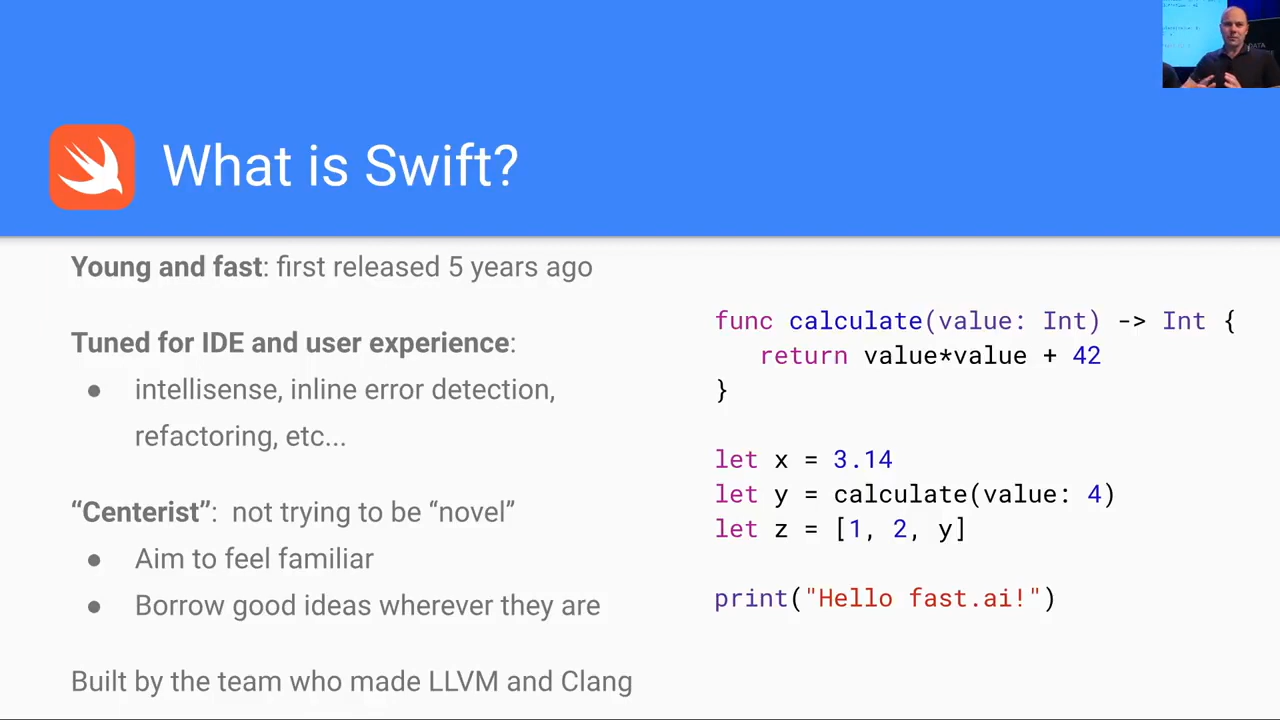 What is Swift?
Young and fast: first released 5 years ago
Tuned for IDE and user experience:
● intellisense, inline error detection,
refactoring, etc...
“Centerist”: not trying to be “novel”
● Aim to feel familiar
● Borrow good ideas wherever they are
Built by the team who made LLVM and Clang
func calculate(value: Int) -> Int {
return value*value + 42
}
let x = 3.14
let y = calculate(value: 4)
let z = [1, 2, y]
print("Hello fast.ai!")
DATA